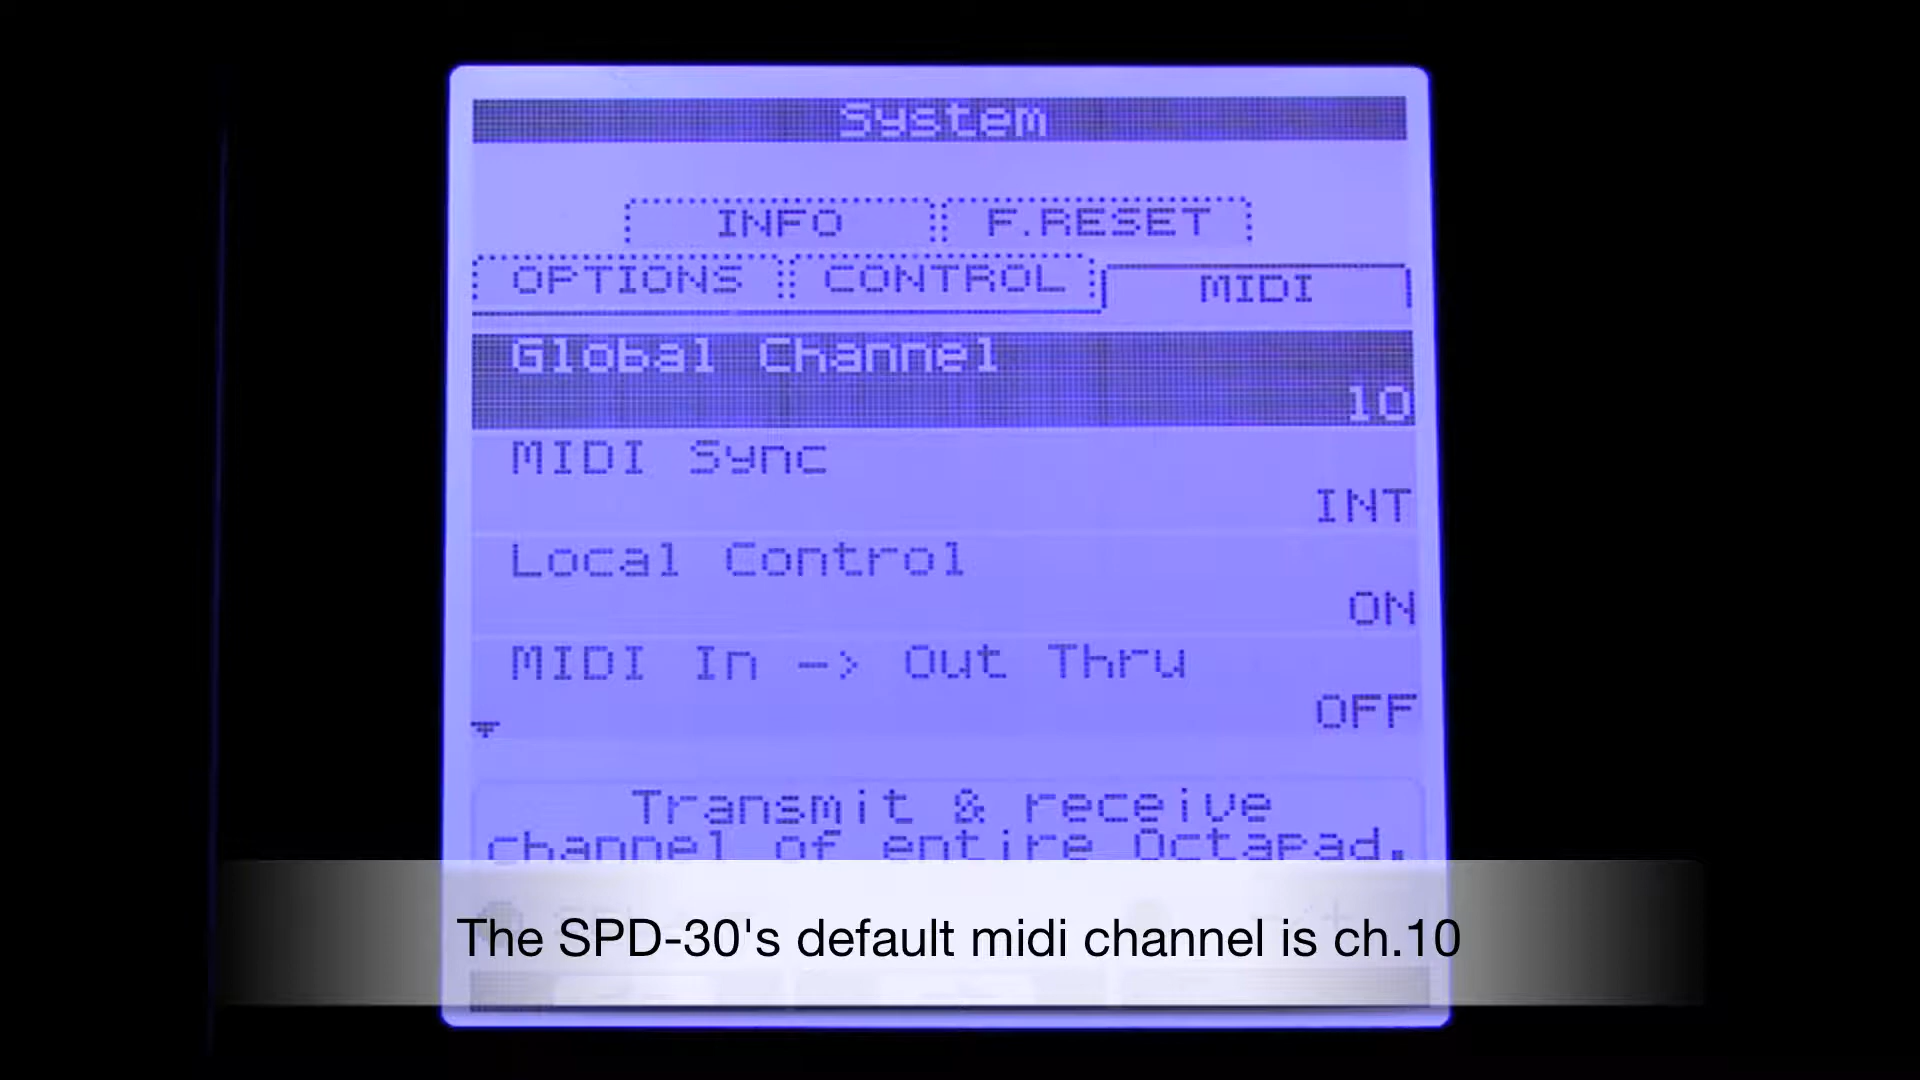 System
INFO F.RESET
OPTIONS CONTROL MIDI
Global Channel
10
MIDI Sync
INT
Local Control
ON
MIDI In -> Out Thru
OFF
Transmit & receive
channel of entire Octapad.
The SPD-30's default midi channel is ch.10